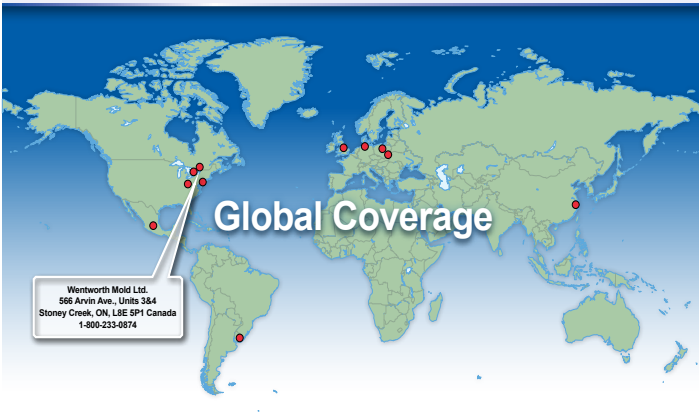 Global Coverage
Wentworth Mold Ltd.
566 Arvin Ave., Units 3&4
Stoney Creek, ON, L8E 5P1 Canada
1-800-233-0874